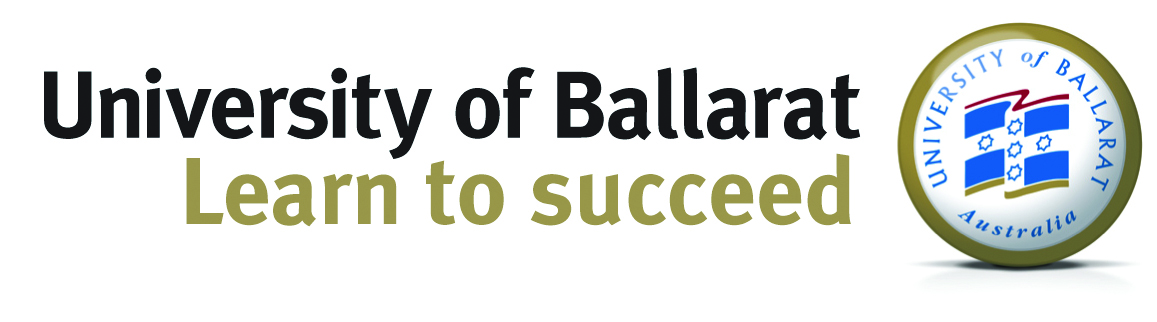 University of Ballarat
Learn to succeed
UNIVERSITY of BALLARAT
Australia